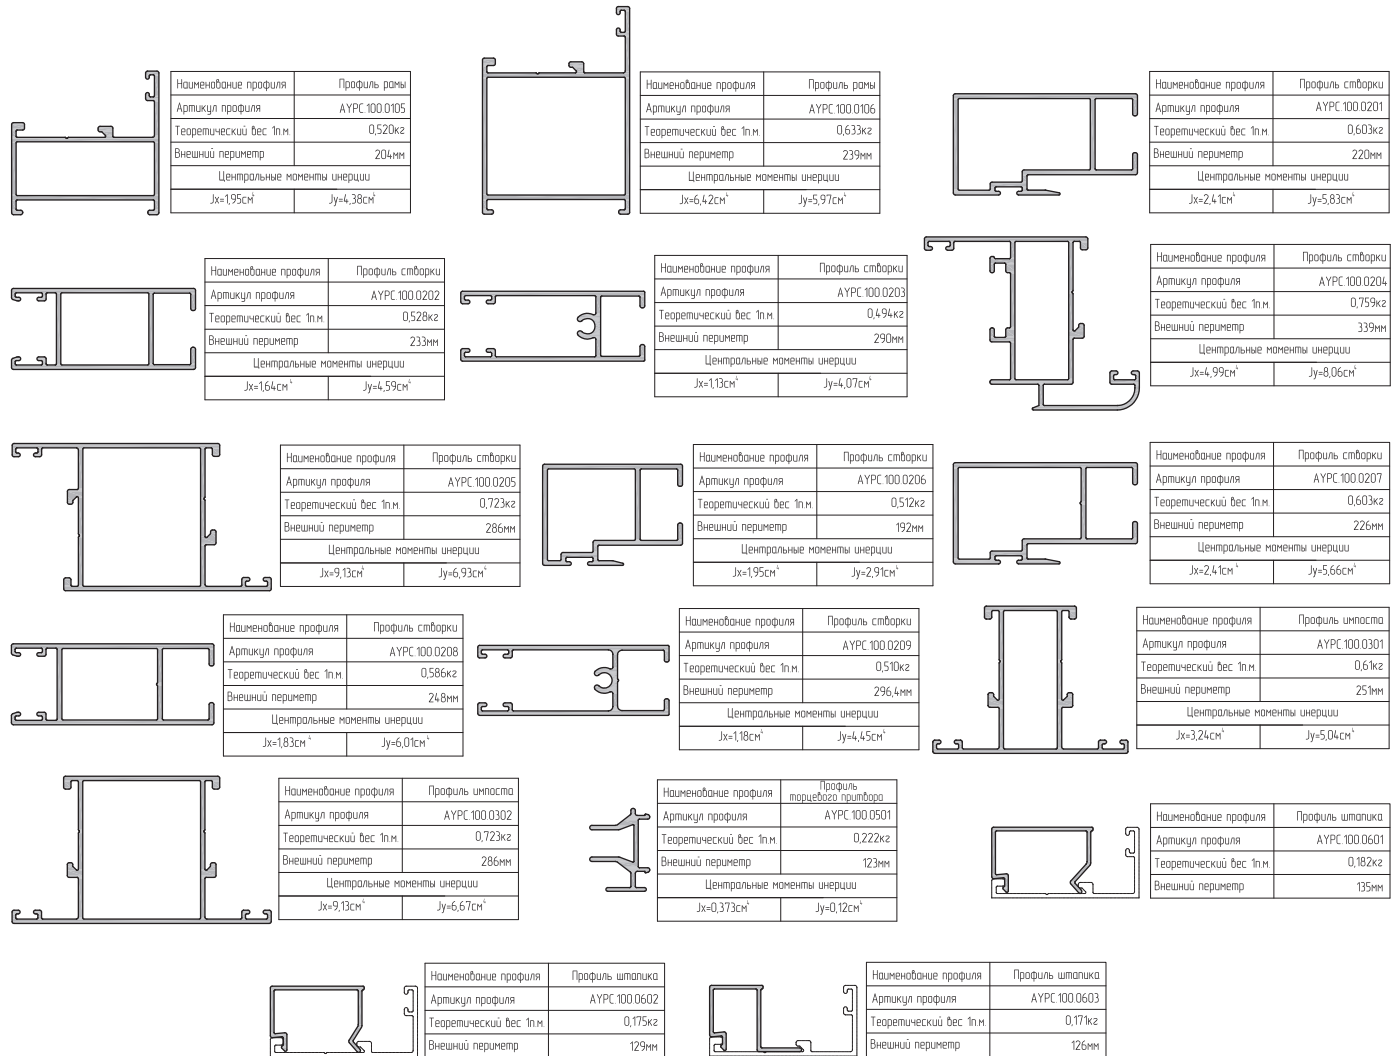 Наименование профиля Профиль рамы
Артикул профиля AYPC.100.0105
Теоретический вес 1п.м. 0,520кг
Внешний периметр 204мм
Центральные моменты инерции
Jx=1,95см⁴ Jy=4,38см⁴
Наименование профиля Профиль рамы
Артикул профиля AYPC.100.0106
Теоретический вес 1п.м. 0,633кг
Внешний периметр 239мм
Центральные моменты инерции
Jx=6,42см⁴ Jy=5,97см⁴
Наименование профиля Профиль створки
Артикул профиля AYPC.100.0201
Теоретический вес 1п.м. 0,603кг
Внешний периметр 220мм
Центральные моменты инерции
Jx=2,41см⁴ Jy=5,83см⁴
Наименование профиля Профиль створки
Артикул профиля AYPC.100.0202
Теоретический вес 1п.м. 0,528кг
Внешний периметр 233мм
Центральные моменты инерции
Jx=1,64см⁴ Jy=4,59см⁴
Наименование профиля Профиль створки
Артикул профиля AYPC.100.0203
Теоретический вес 1п.м. 0,494кг
Внешний периметр 290мм
Центральные моменты инерции
Jx=1,13см⁴ Jy=4,07см⁴
Наименование профиля Профиль створки
Артикул профиля AYPC.100.0204
Теоретический вес 1п.м. 0,759кг
Внешний периметр 339мм
Центральные моменты инерции
Jx=4,99см⁴ Jy=8,06см⁴
Наименование профиля Профиль створки
Артикул профиля AYPC.100.0205
Теоретический вес 1п.м. 0,723кг
Внешний периметр 286мм
Центральные моменты инерции
Jx=9,13см⁴ Jy=6,93см⁴
Наименование профиля Профиль створки
Артикул профиля AYPC.100.0206
Теоретический вес 1п.м. 0,512кг
Внешний периметр 192мм
Центральные моменты инерции
Jx=1,95см⁴ Jy=2,91см⁴
Наименование профиля Профиль створки
Артикул профиля AYPC.100.0207
Теоретический вес 1п.м. 0,603кг
Внешний периметр 226мм
Центральные моменты инерции
Jx=2,41см⁴ Jy=5,66см⁴
Наименование профиля Профиль створки
Артикул профиля AYPC.100.0208
Теоретический вес 1п.м. 0,586кг
Внешний периметр 248мм
Центральные моменты инерции
Jx=1,83см⁴ Jy=6,01см⁴
Наименование профиля Профиль створки
Артикул профиля AYPC.100.0209
Теоретический вес 1п.м. 0,510кг
Внешний периметр 296,4мм
Центральные моменты инерции
Jx=1,18см⁴ Jy=4,45см⁴
Наименование профиля Профиль импоста
Артикул профиля AYPC.100.0301
Теоретический вес 1п.м. 0,61кг
Внешний периметр 251мм
Центральные моменты инерции
Jx=3,24см⁴ Jy=5,04см⁴
Наименование профиля Профиль импоста
Артикул профиля AYPC.100.0302
Теоретический вес 1п.м. 0,723кг
Внешний периметр 286мм
Центральные моменты инерции
Jx=9,13см⁴ Jy=6,67см⁴
Наименование профиля Профиль
торцевого притвора
Артикул профиля AYPC.100.0501
Теоретический вес 1п.м. 0,222кг
Внешний периметр 123мм
Центральные моменты инерции
Jx=0,373см⁴ Jy=0,12см⁴
Наименование профиля Профиль штапика
Артикул профиля AYPC.100.0601
Теоретический вес 1п.м. 0,182кг
Внешний периметр 135мм
Наименование профиля Профиль штапика
Артикул профиля AYPC.100.0602
Теоретический вес 1п.м. 0,175кг
Внешний периметр 129мм
Наименование профиля Профиль штапика
Артикул профиля AYPC.100.0603
Теоретический вес 1п.м. 0,171кг
Внешний периметр 126мм